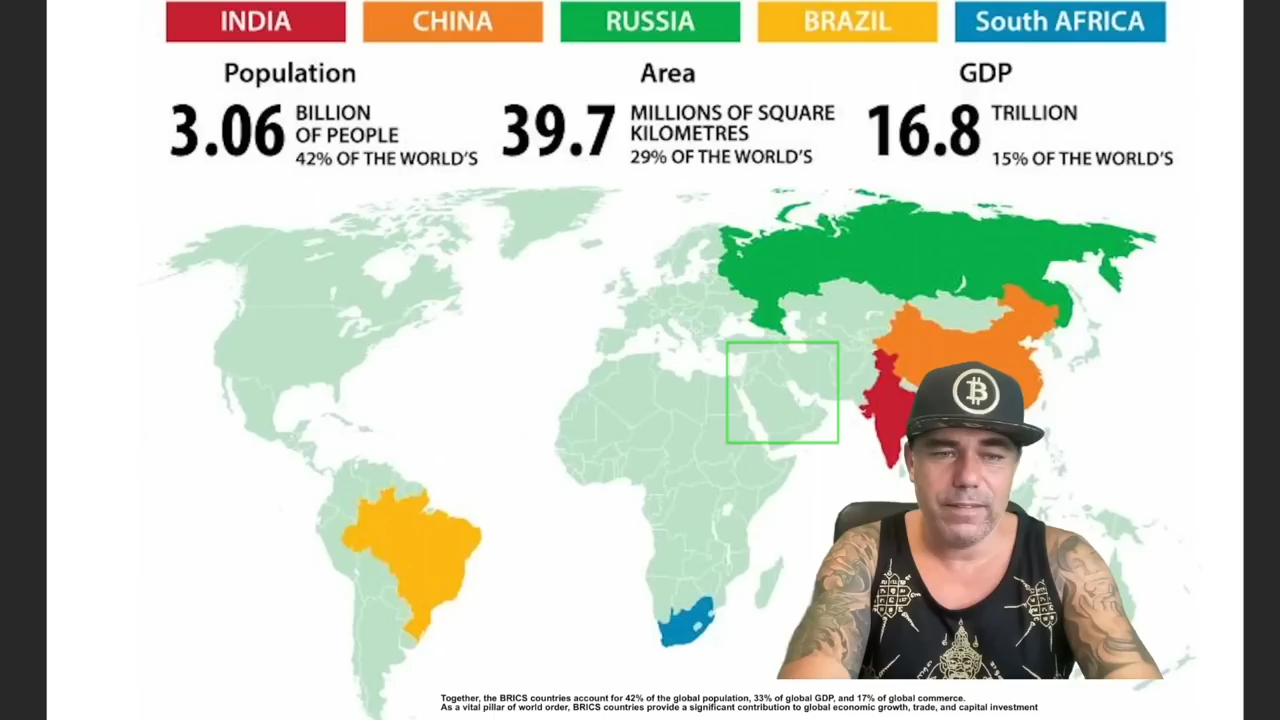 INDIA
CHINA
RUSSIA
BRAZIL
South AFRICA
Population
Area
GDP
3.06 BILLION
OF PEOPLE
42% OF THE WORLD'S
39.7 MILLIONS OF SQUARE
KILOMETRES
29% OF THE WORLD'S
16.8 TRILLION
15% OF THE WORLD'S
Together, the BRICS countries account for 42% of the global population, 33% of global GDP, and 17% of global commerce.
As a vital pillar of world order, BRICS countries provide a significant contribution to global economic growth, trade, and capital investment